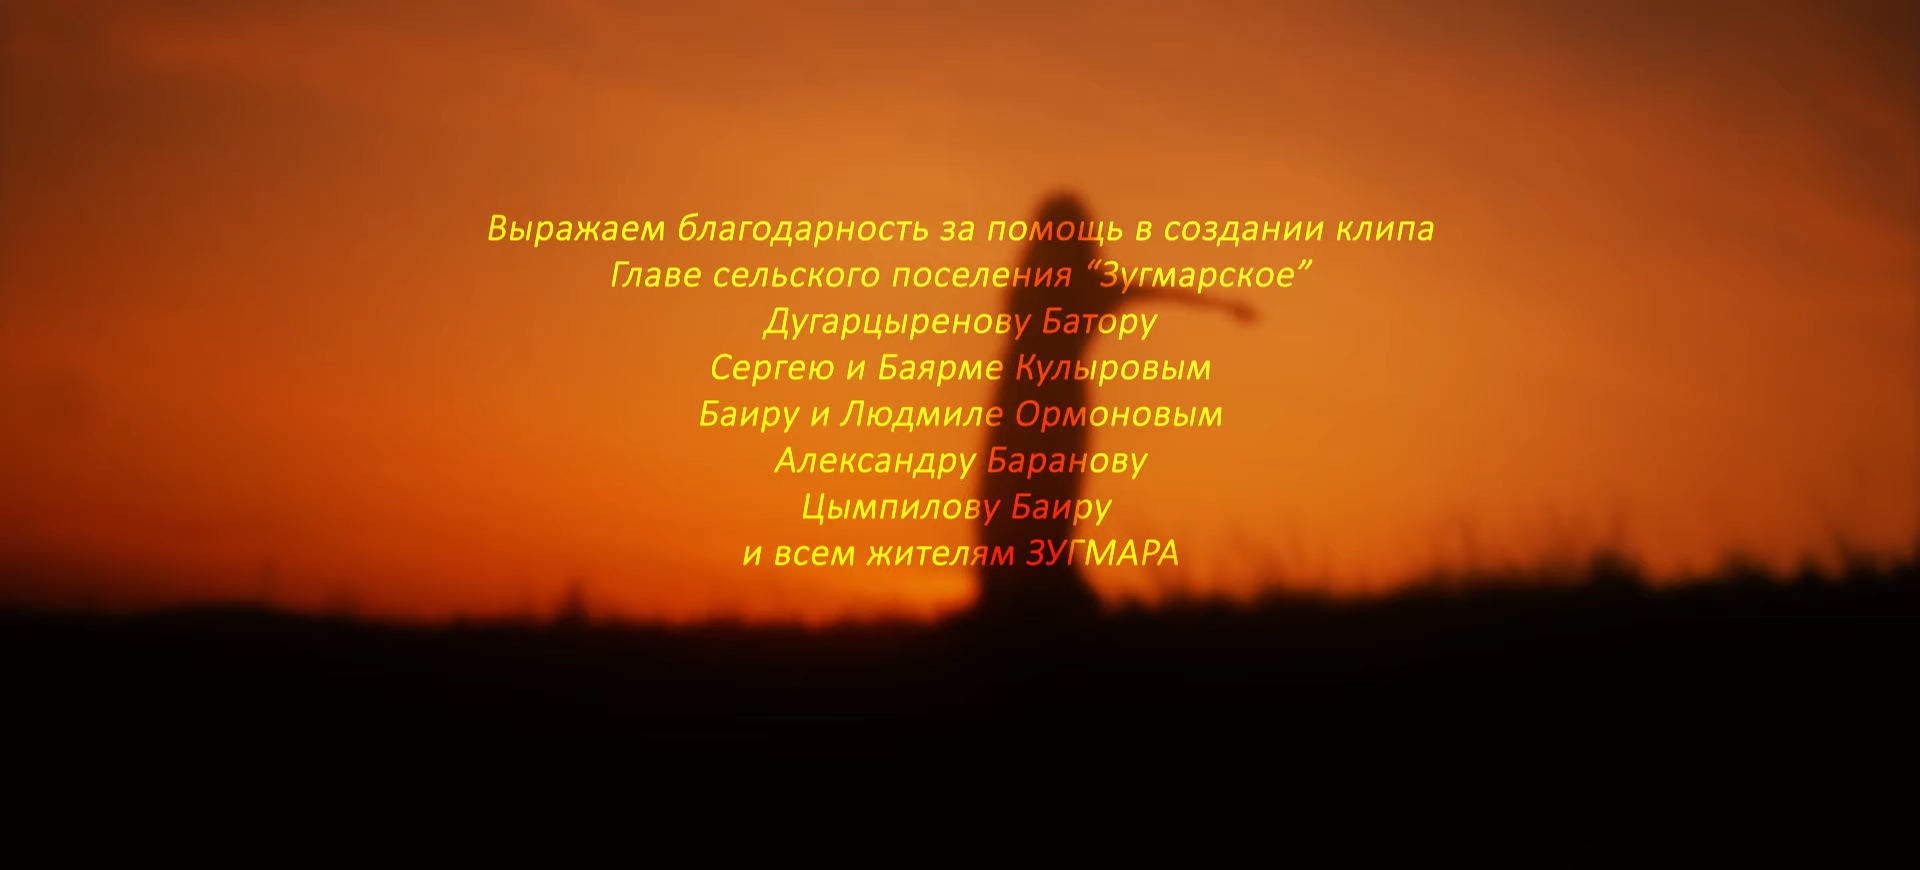 Выражаем благодарность за помощь в создании клипа
Главе сельского поселения “Зугмарское”
Дугарцыренову Батору
Сергею и Баярме Кулыровым
Баиру и Людмиле Ормоновым
Александру Баранову
Цымпилову Баиру
и всем жителям ЗУГМАРА